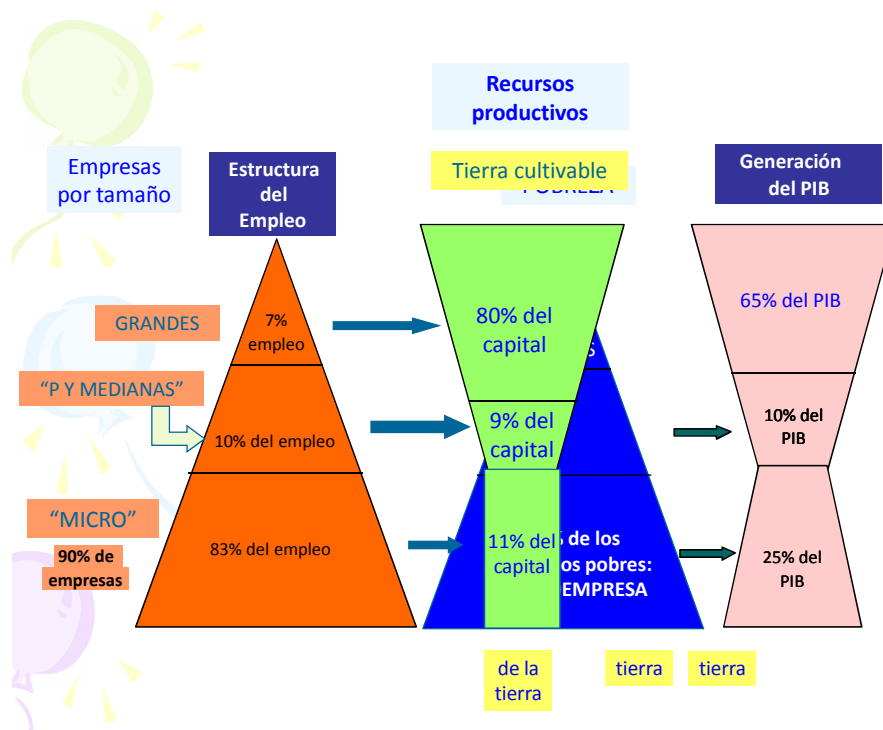 Recursos
productivos
Empresas
por tamaño
Estructura
del
Empleo
Tierra cultivable
POBREZA
Generación
del PIB
GRANDES
7%
empleo
80% del
capital
65% del PIB
“P Y MEDIANAS”
10% del empleo
9% del
capital
10% del
PIB
“MICRO”
90% de
empresas
83% del empleo
11% del
capital
de los
os pobres:
EMPRESA
25% del
PIB
de la
tierra
tierra
tierra